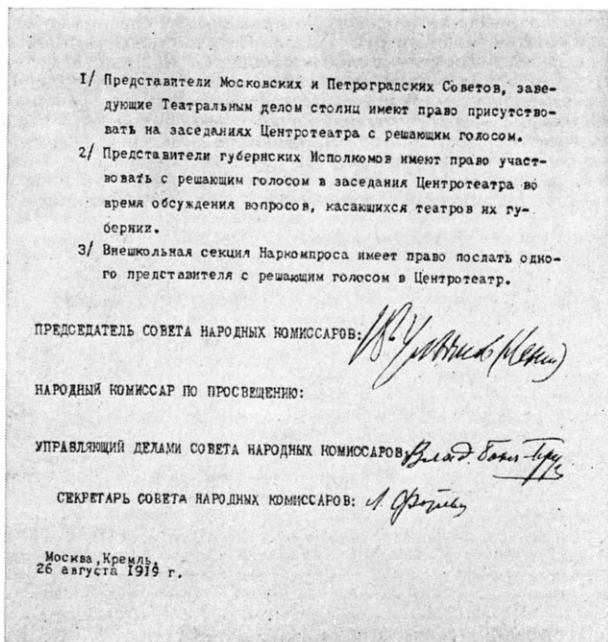 1/ Представители Московских и Петроградских Советов, заве-
дующие Театральным делом столиц имеют право присутство-
вать на заседаниях Центротеатра с решающим голосом.
2/ Представители губернских Исполкомов имеют право участ-
вовать с решающим голосом в заседания Центротеатра во
время обсуждения вопросов, касающихся театров их гу-
бернии.
3/ Внешкольная секция Наркомпроса имеет право послать одно-
го представителя с решающим голосом в Центротеатр.
ПРЕДСЕДАТЕЛЬ СОВЕТА НАРОДНЫХ КОМИССАРОВ: В. Ульянов (Ленин)
НАРОДНЫЙ КОМИССАР ПО ПРОСВЕЩЕНИЮ:
УПРАВЛЯЮЩИЙ ДЕЛАМИ СОВЕТА НАРОДНЫХ КОМИССАРОВ: Влад. Бонч-Бру
СЕКРЕТАРЬ СОВЕТА НАРОДНЫХ КОМИССАРОВ: Л. Фотиева
Москва, Кремль,
26 августа 1919 г.